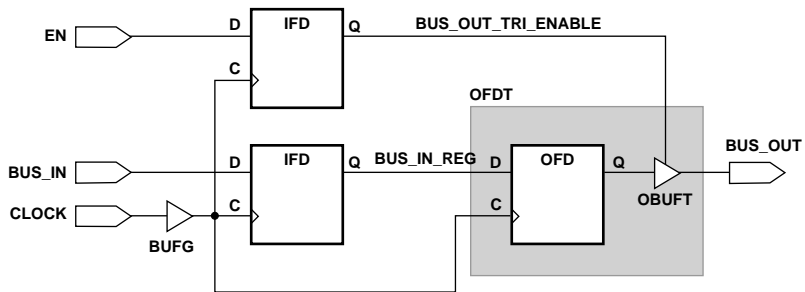 IFD
D
Q
BUS_OUT_TRI_ENABLE
EN
C
OFDT
IFD
OFD
BUS_OUT
D
Q
BUS_IN_REG
D
Q
BUS_IN
OBUFT
CLOCK
C
C
BUFG